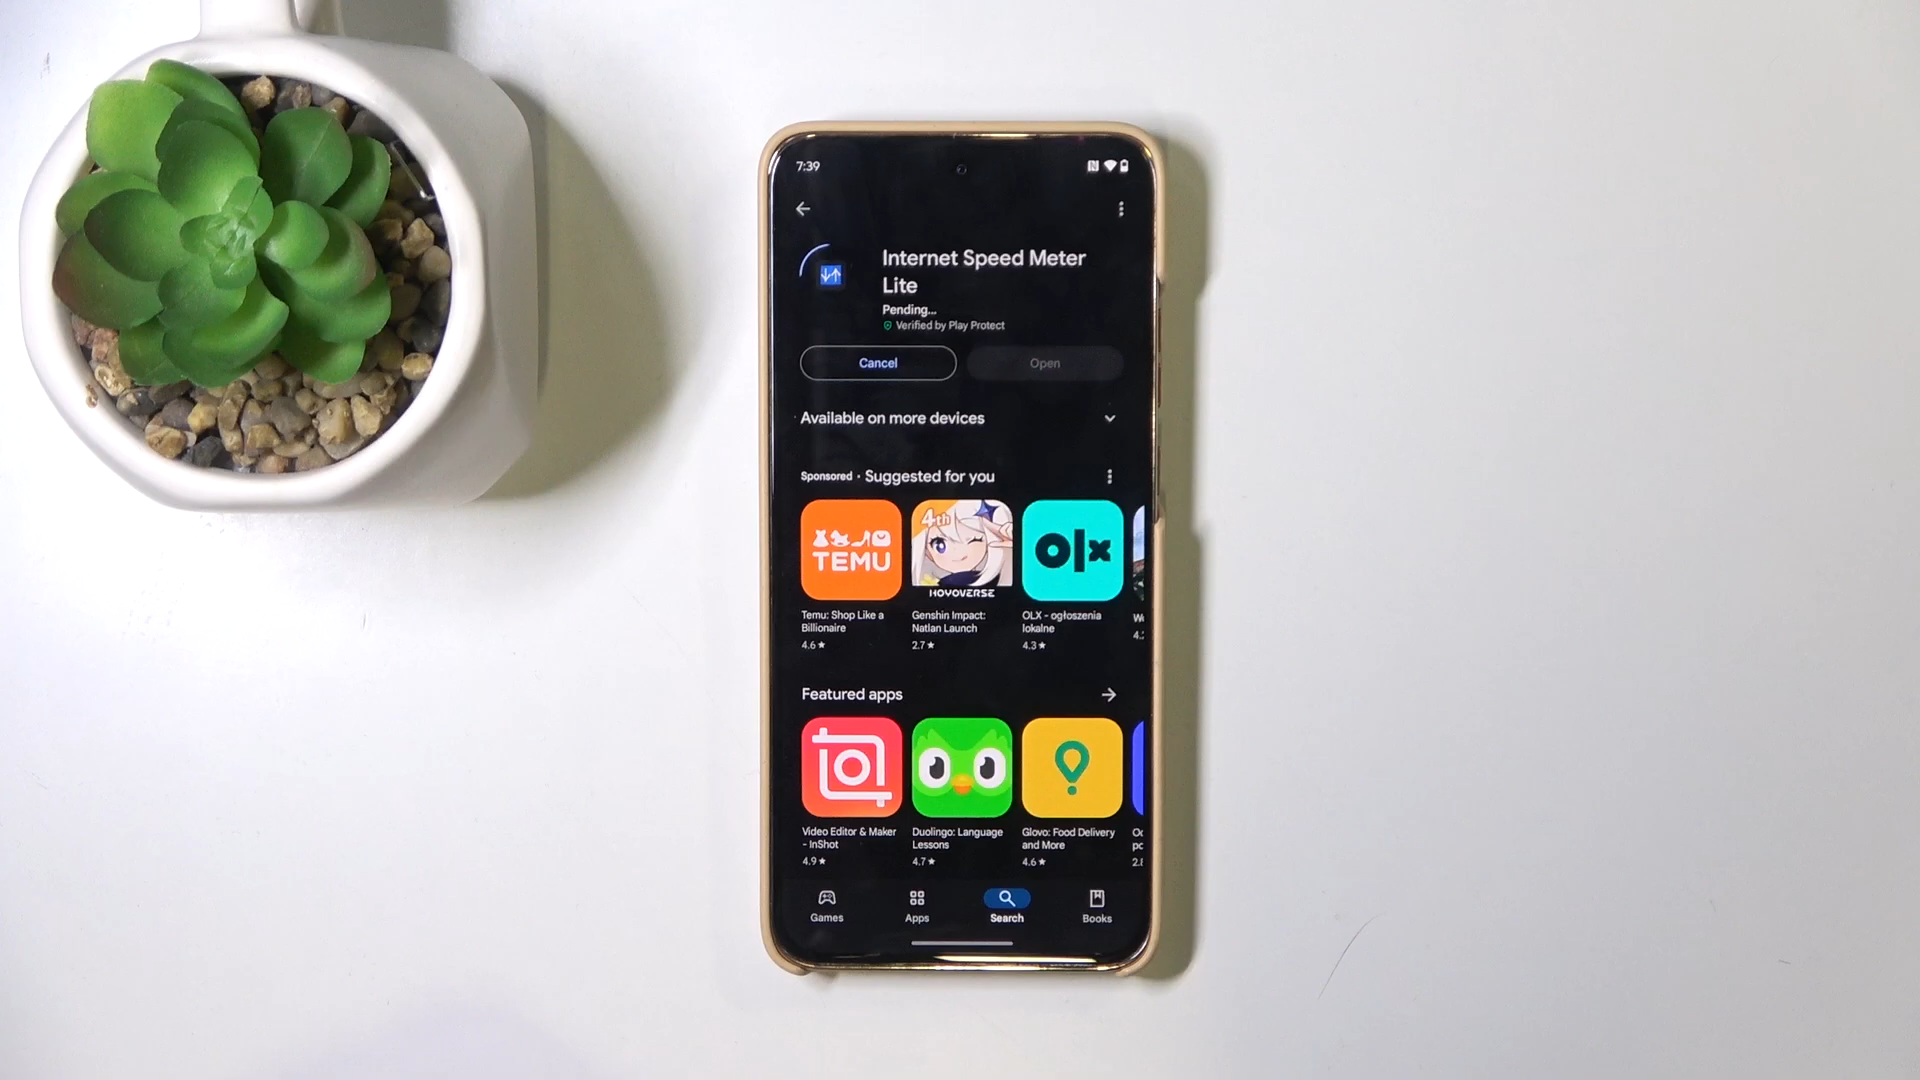 7:39
Internet Speed Meter
Lite
Pending...
Verified by Play Protect
Cancel
Open
Available on more devices
Sponsored · Suggested for you
TEMU
4th
HOYOVERSE
olx
Temu: Shop Like a
Billionaire
4.6★
Genshin Impact:
Natlan Launch
2.7★
OLX - ogłoszenia
lokalne
4.3★
Featured apps
Video Editor & Maker
- InShot
4.9★
Duolingo: Language
Lessons
4.7★
Glovo: Food Delivery
and More
4.6★
Games
Apps
Search
Books